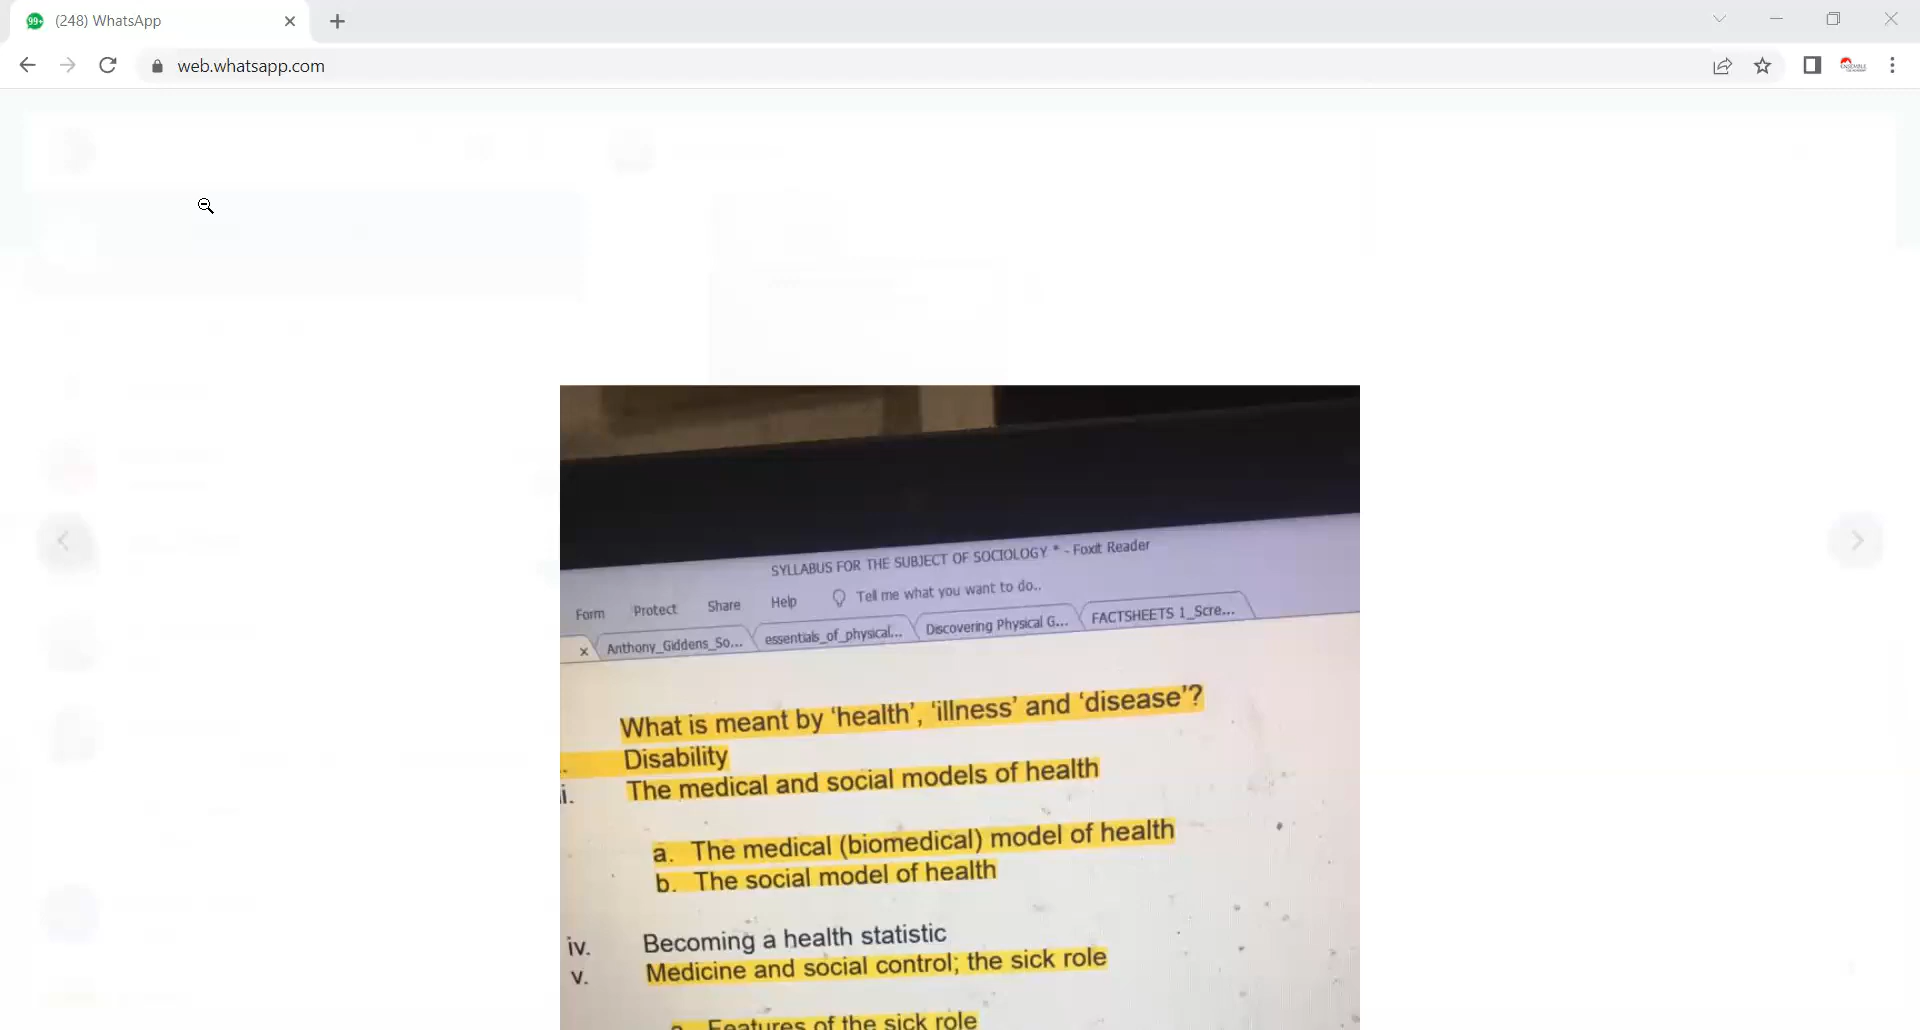 99+ (248) WhatsApp
web.whatsapp.com
SYLLABUS FOR THE SUBJECT OF SOCIOLOGY * - Foxit Reader
Form Protect Share Help Tell me what you want to do..
x Anthony_Giddens_So... essentials_of_physical... Discovering Physical G... FACTSHEETS 1_Scre...
What is meant by ‘health’, ‘illness’ and ‘disease’?
Disability
i. The medical and social models of health
a. The medical (biomedical) model of health
b. The social model of health
iv. Becoming a health statistic
v. Medicine and social control; the sick role
a. Features of the sick role